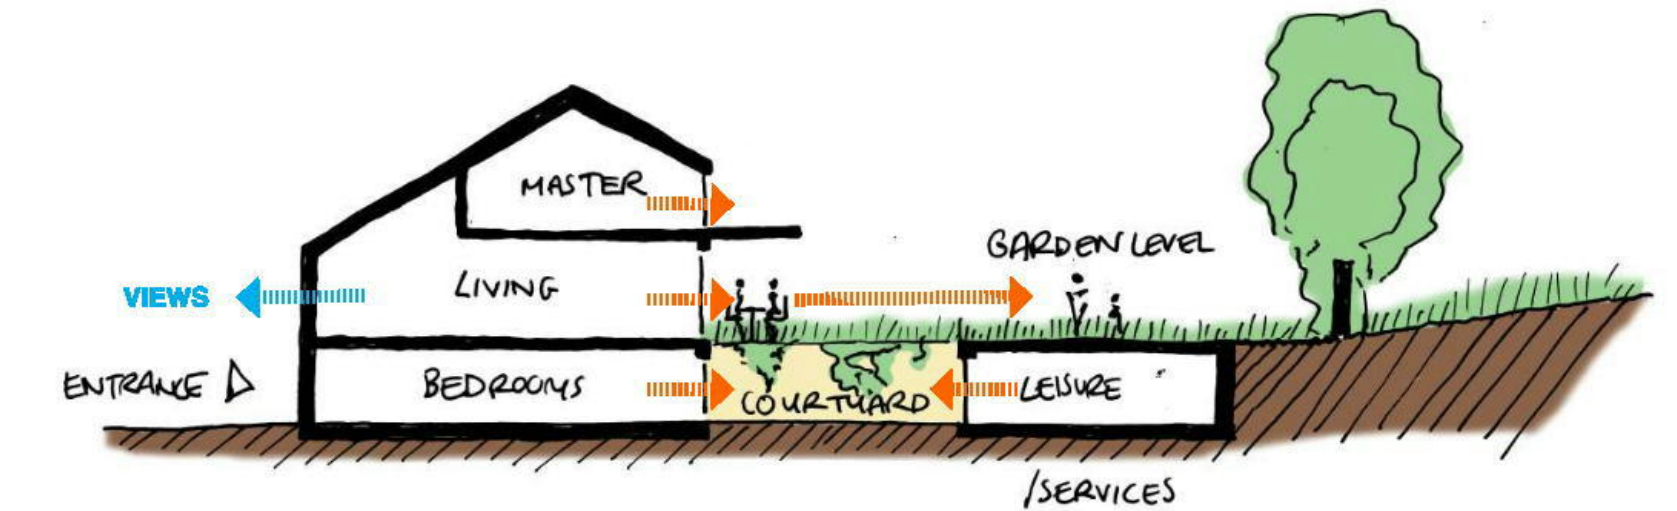 MASTER
GARDEN LEVEL
VIEWS
LIVING
ENTRANCE
BEDROOMS
COURTYARD
LEISURE
/SERVICES